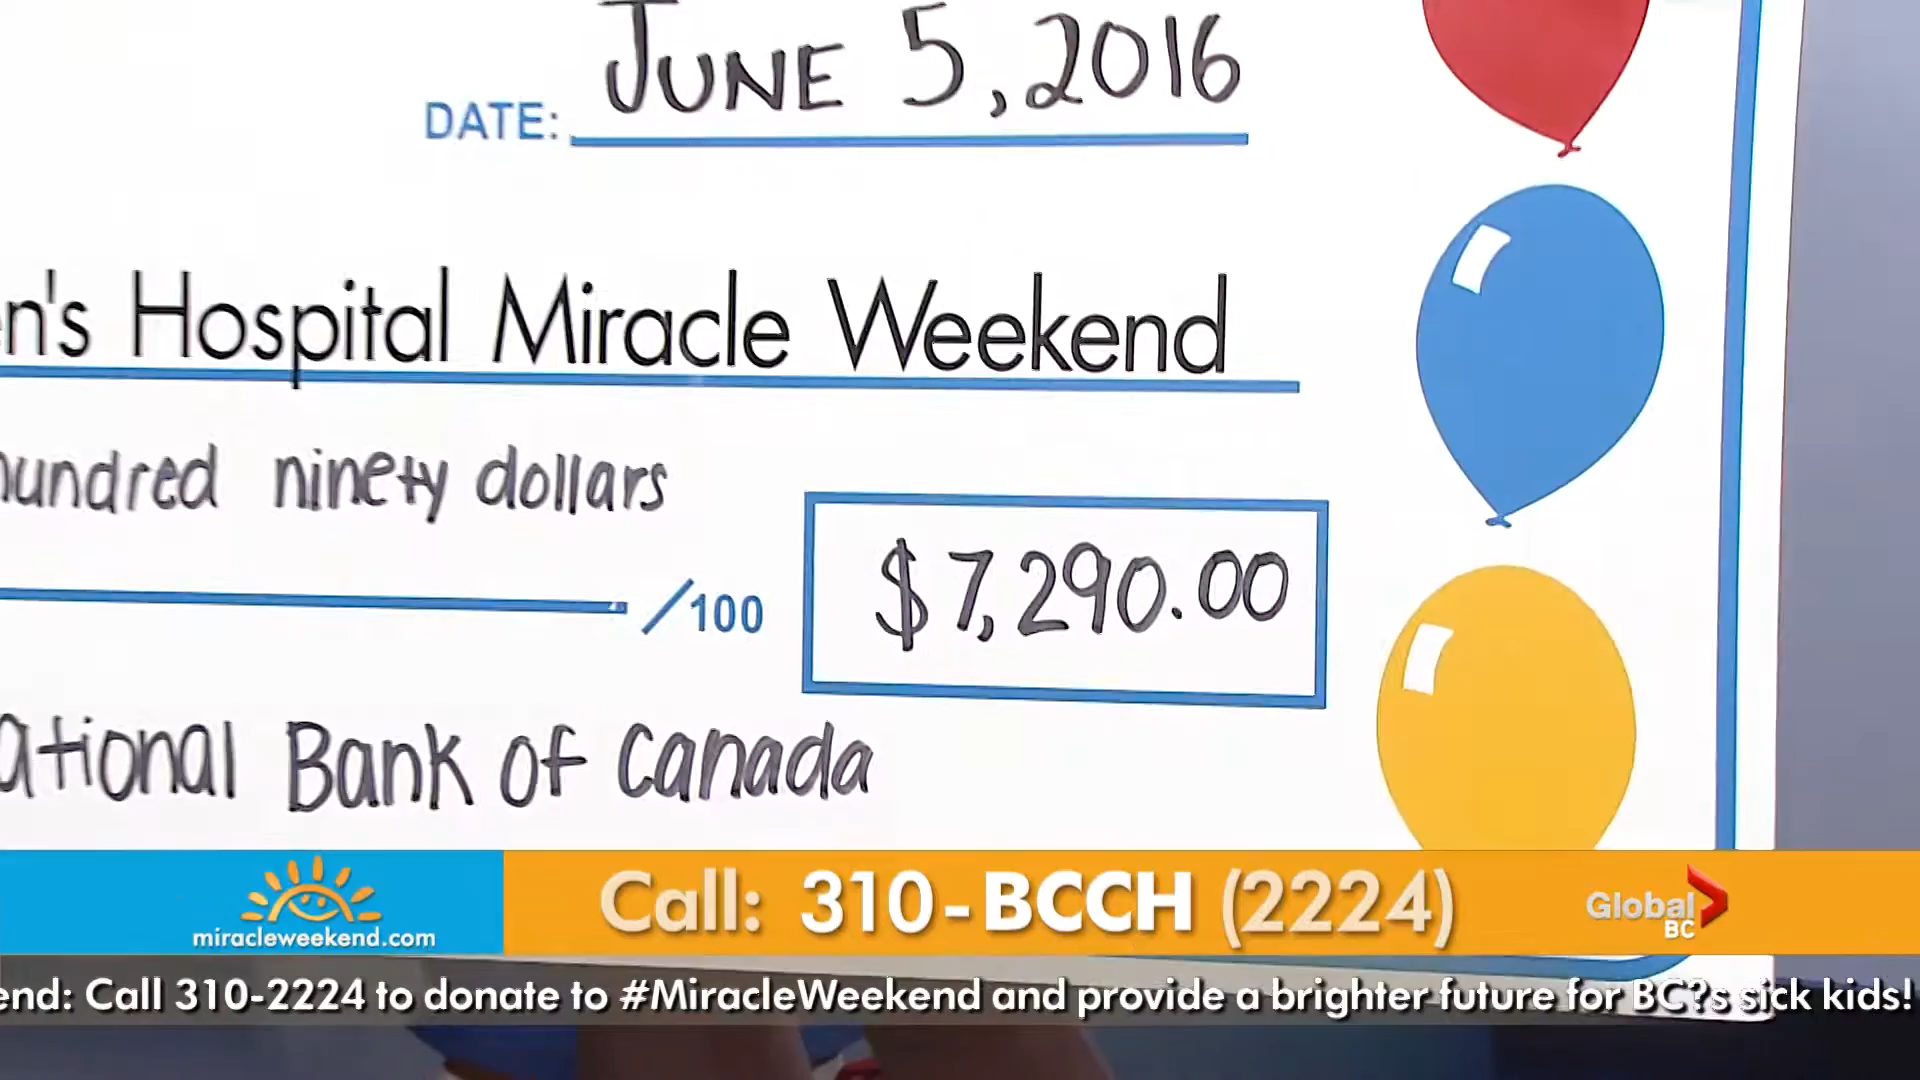 JUNE 5, 2016
DATE:
en's Hospital Miracle Weekend
hundred ninety dollars
/100
$7,290.00
ational Bank of Canada
miracleweekend.com
Call: 310-BCCH (2224)
Global BC
end: Call 310-2224 to donate to #MiracleWeekend and provide a brighter future for BC?s sick kids!